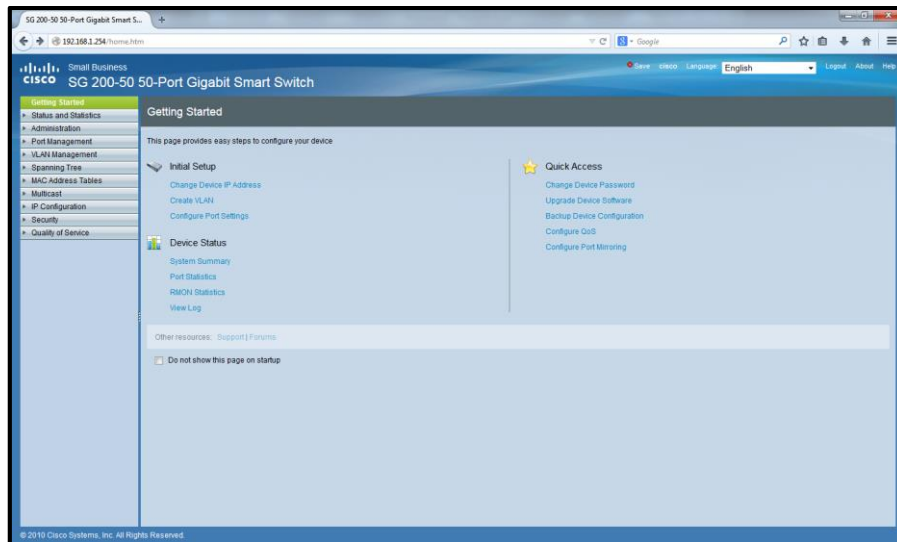 SG 200-50 50-Port Gigabit Smart S...
192.168.1.254/home.htm
Google
Small Business
CISCO SG 200-50 50-Port Gigabit Smart Switch
Save cisco Language: English Logout About Help
Getting Started
Status and Statistics
Administration
Port Management
VLAN Management
Spanning Tree
MAC Address Tables
Multicast
IP Configuration
Security
Quality of Service
Getting Started
This page provides easy steps to configure your device
Initial Setup
Change Device IP Address
Create VLAN
Configure Port Settings
Device Status
System Summary
Port Statistics
RMON Statistics
View Log
Quick Access
Change Device Password
Upgrade Device Software
Backup Device Configuration
Configure QoS
Configure Port Mirroring
Other resources: Support | Forums
Do not show this page on startup
© 2010 Cisco Systems, Inc. All Rights Reserved.